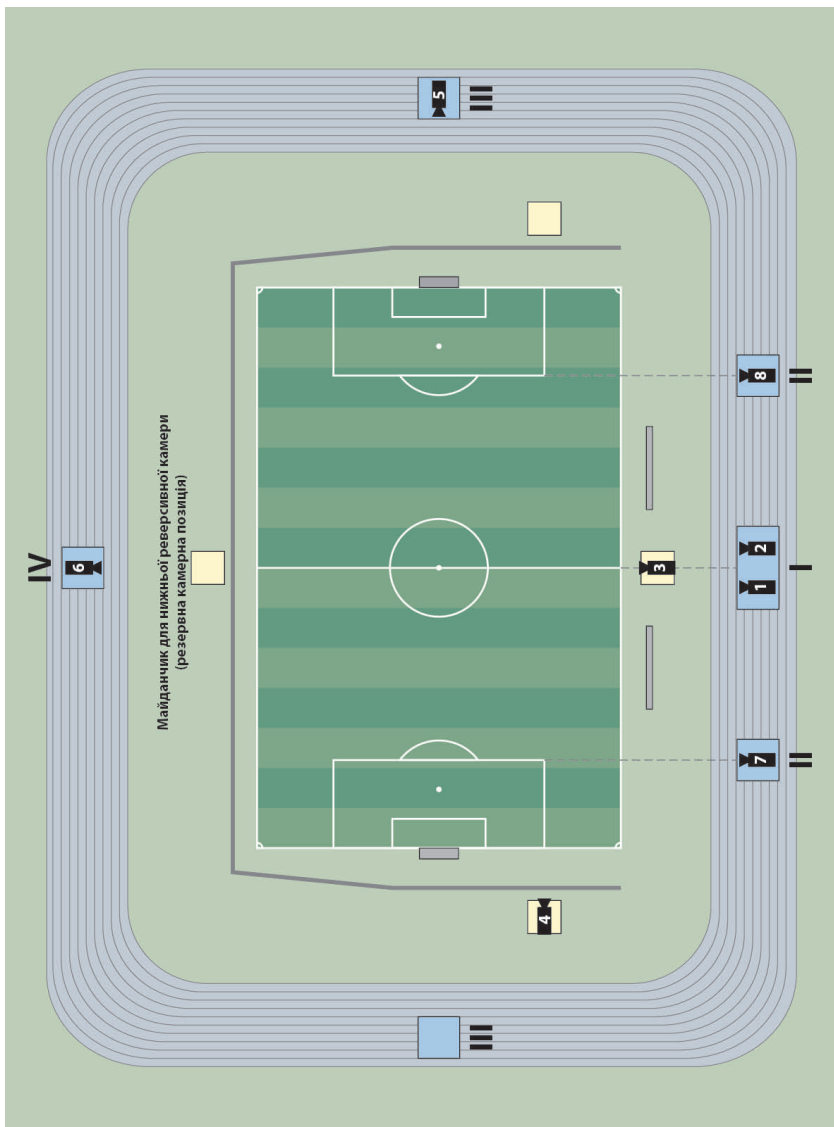 IV
6
Майданчик для нижньої реверсивної камери
(резервна камерна позиція)
5
III
III
4
3
7
1
2
8
II
I
II